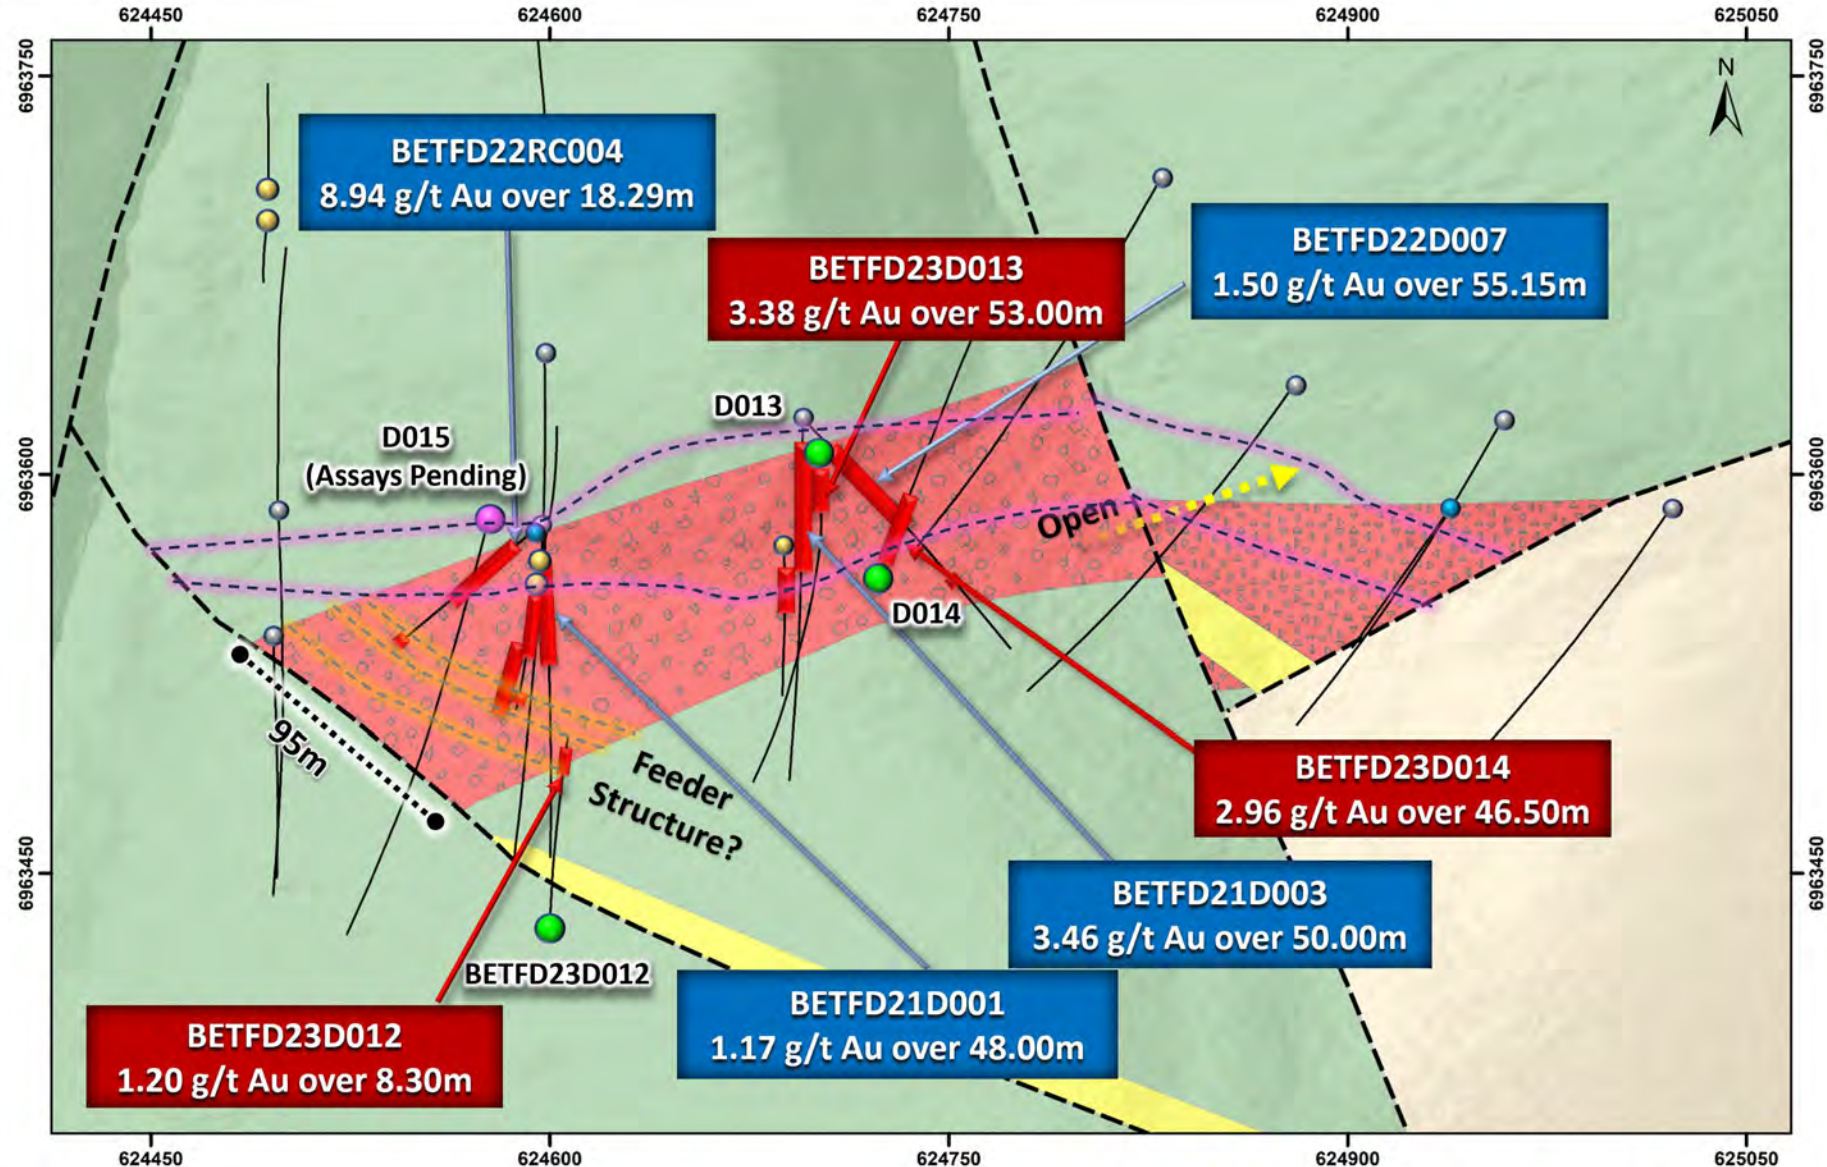 624450
624600
624750
624900
625050
6963750
6963750
N
BETFD22RC004
8.94 g/t Au over 18.29m
BETFD22D007
1.50 g/t Au over 55.15m
BETFD23D013
3.38 g/t Au over 53.00m
D013
D015
(Assays Pending)
6963600
6963600
Open
D014
95m
Feeder
Structure?
BETFD23D014
2.96 g/t Au over 46.50m
6963450
6963450
BETFD21D003
3.46 g/t Au over 50.00m
BETFD23D012
BETFD21D001
1.17 g/t Au over 48.00m
BETFD23D012
1.20 g/t Au over 8.30m
624450
624600
624750
624900
625050